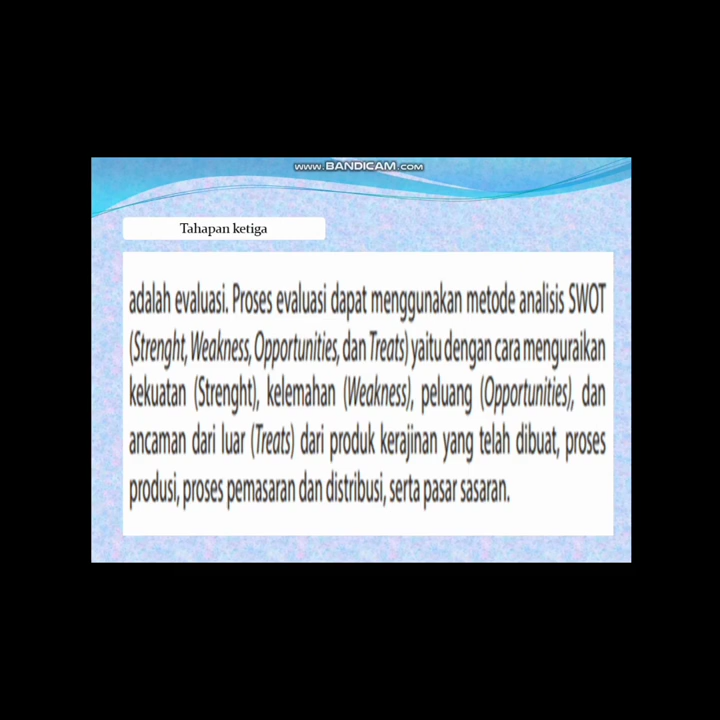 www.BANDICAM.com
Tahapan ketiga
adalah evaluasi. Proses evaluasi dapat menggunakan metode analisis SWOT
(Strenght, Weakness, Opportunities, dan Treats) yaitu dengan cara menguraikan
kekuatan (Strenght), kelemahan (Weakness), peluang (Opportunities), dan
ancaman dari luar (Treats) dari produk kerajinan yang telah dibuat, proses
produksi, proses pemasaran dan distribusi, serta pasar sasaran.